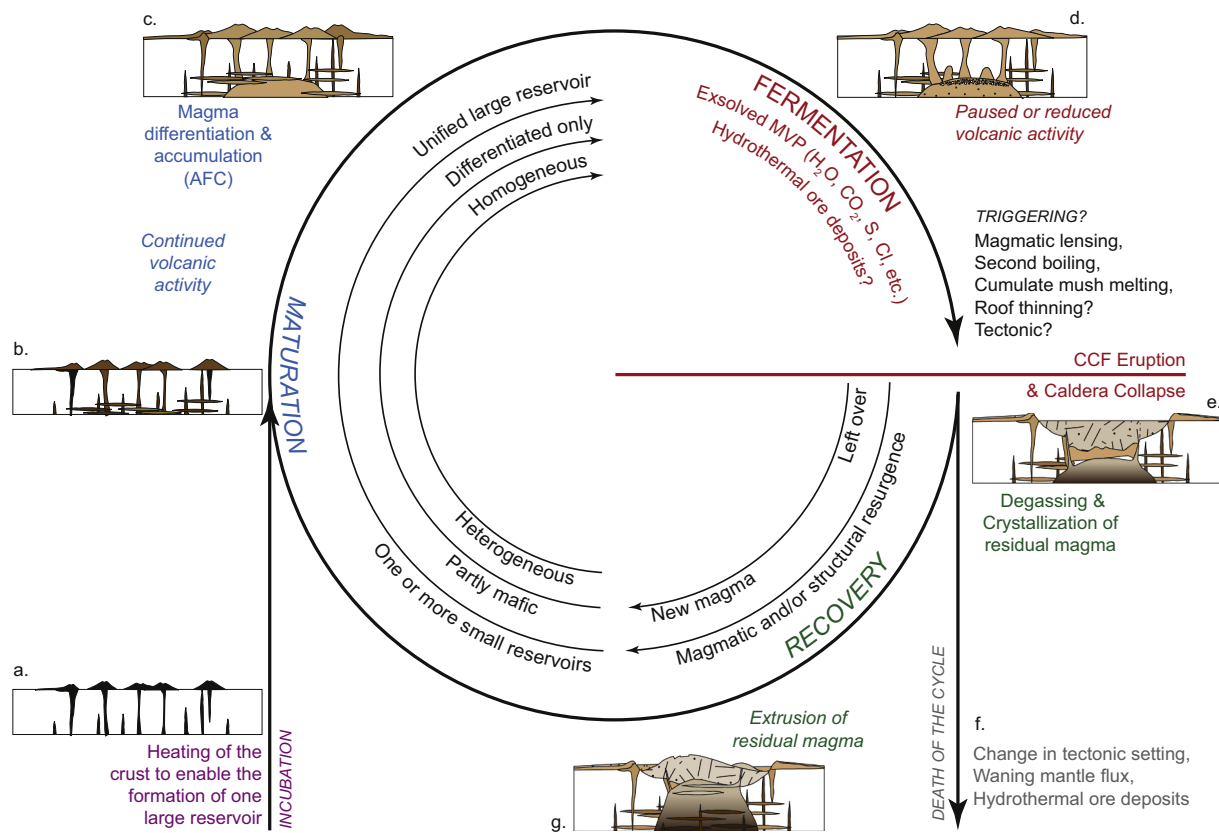 c.
Magma
differentiation &
accumulation
(AFC)
Continued
volcanic
activity
b.
a.
Heating of the
crust to enable the
formation of one
large reservoir
INCUBATION
MATURATION
Unified large reservoir
Differentiated only
Homogeneous
Heterogeneous
Partly mafic
One or more small reservoirs
FERMENTATION
Exsolved MVP (H2O, CO2, S, Cl, etc.)
Hydrothermal ore deposits?
d.
Paused or reduced
volcanic activity
TRIGGERING?
Magmatic lensing,
Second boiling,
Cumulate mush melting,
Roof thinning?
Tectonic?
CCF Eruption
& Caldera Collapse
e.
Degassing &
Crystallization of
residual magma
Left over
New magma
Magmatic and/or structural resurgence
RECOVERY
DEATH OF THE CYCLE
f.
Change in tectonic setting,
Waning mantle flux,
Hydrothermal ore deposits
Extrusion of
residual magma
g.